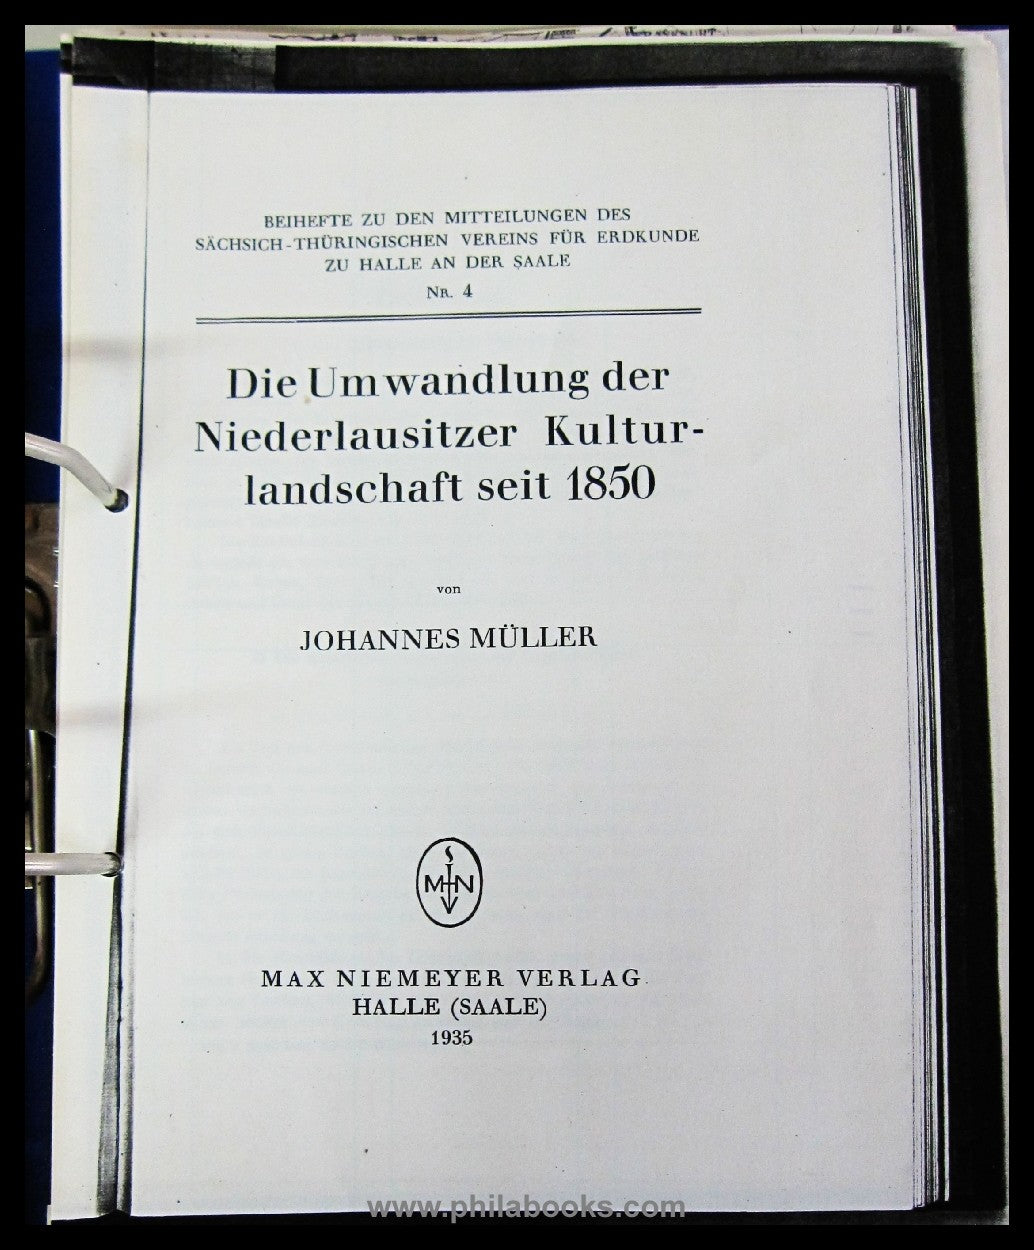 BEIHEFTE ZU DEN MITTEILUNGEN DES
SÄCHSICH-THÜRINGISCHEN VEREINS FÜR ERDKUNDE
ZU HALLE AN DER SAALE
NR. 4
Die Umwandlung der
Niederlausitzer Kultur-
landschaft seit 1850
von
JOHANNES MÜLLER
M N
MAX NIEMEYER VERLAG
HALLE (SAALE)
1935
www.philabooks.com